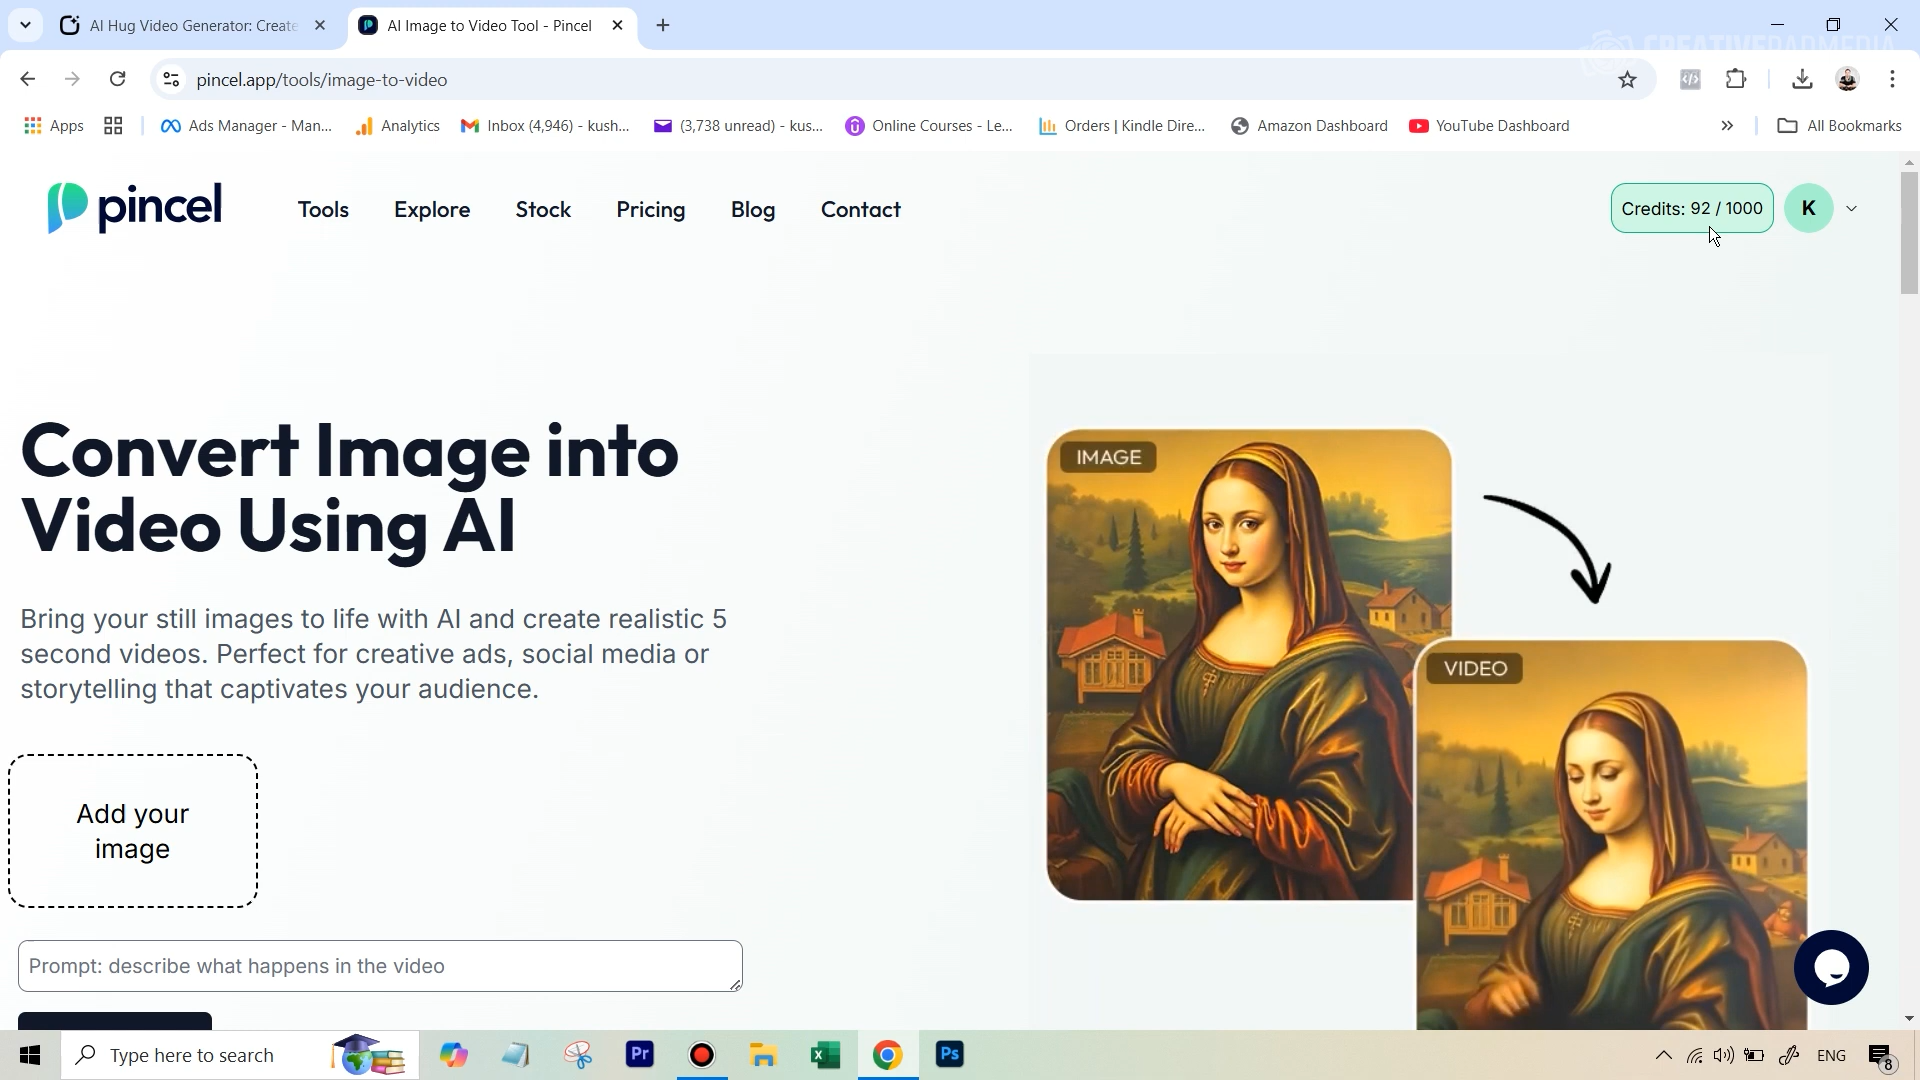 AI Hug Video Generator: Create
AI Image to Video Tool - Pincel
CREATIVEPADMEDIA
pincel.app/tools/image-to-video
Apps
Ads Manager - Man...
Analytics
Inbox (4,946) - kush...
(3,738 unread) - kus...
Online Courses - Le...
Orders | Kindle Dire...
Amazon Dashboard
YouTube Dashboard
All Bookmarks
pincel
Tools
Explore
Stock
Pricing
Blog
Contact
Credits: 92 / 1000
K
Convert Image into
Video Using AI
Bring your still images to life with AI and create realistic 5
second videos. Perfect for creative ads, social media or
storytelling that captivates your audience.
Add your
image
Prompt: describe what happens in the video
IMAGE
VIDEO
Type here to search
Pr
Ps
ENG
8